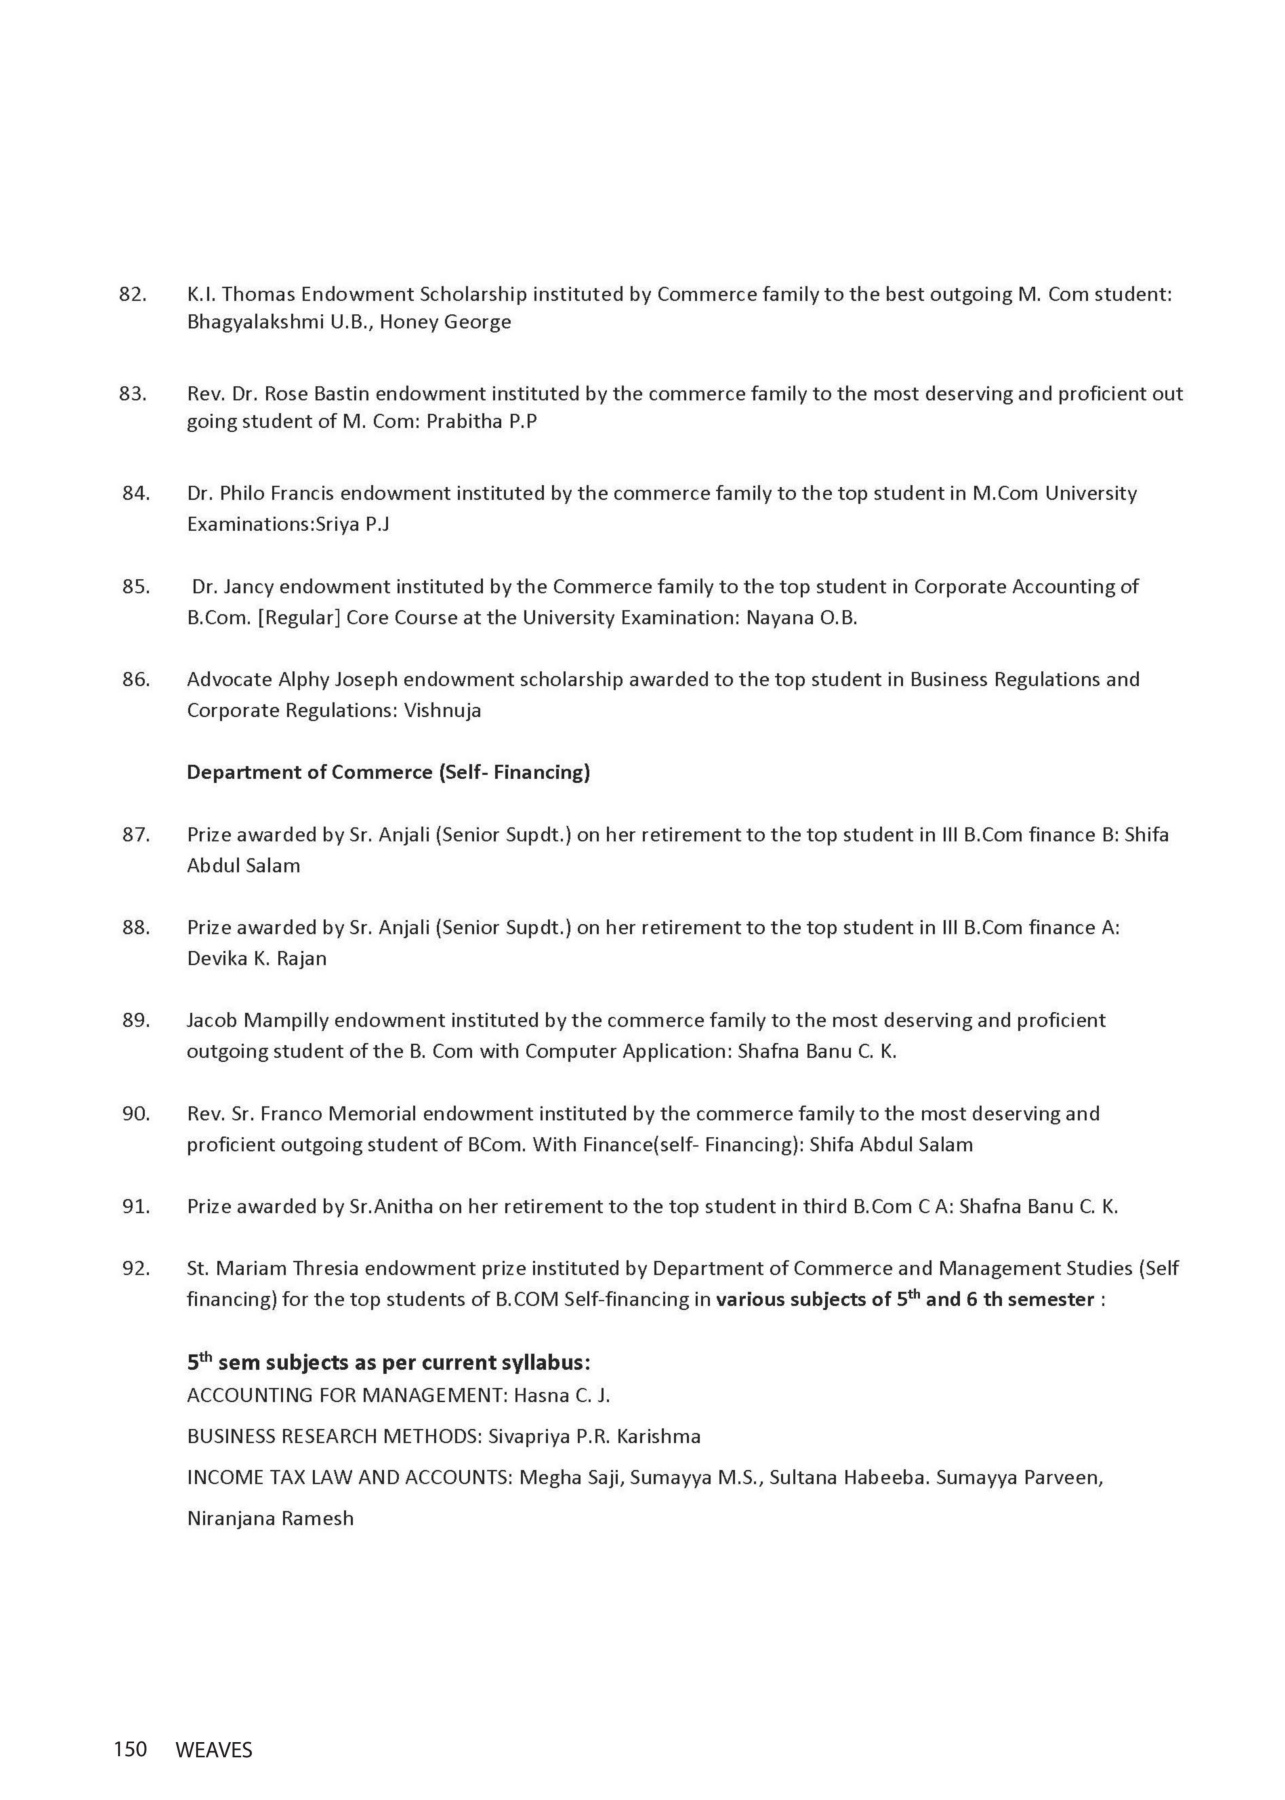 82. K.I. Thomas Endowment Scholarship instituted by Commerce family to the best outgoing M. Com student:
Bhagyalakshmi U.B., Honey George
83. Rev. Dr. Rose Bastin endowment instituted by the commerce family to the most deserving and proficient out
going student of M. Com: Prabitha P.P
84. Dr. Philo Francis endowment instituted by the commerce family to the top student in M.Com University
Examinations:Sriya P.J
85. Dr. Jancy endowment instituted by the Commerce family to the top student in Corporate Accounting of
B.Com. [Regular] Core Course at the University Examination: Nayana O.B.
86. Advocate Alphy Joseph endowment scholarship awarded to the top student in Business Regulations and
Corporate Regulations: Vishnuja
Department of Commerce (Self- Financing)
87. Prize awarded by Sr. Anjali (Senior Supdt.) on her retirement to the top student in III B.Com finance B: Shifa
Abdul Salam
88. Prize awarded by Sr. Anjali (Senior Supdt.) on her retirement to the top student in III B.Com finance A:
Devika K. Rajan
89. Jacob Mampilly endowment instituted by the commerce family to the most deserving and proficient
outgoing student of the B. Com with Computer Application: Shafna Banu C. K.
90. Rev. Sr. Franco Memorial endowment instituted by the commerce family to the most deserving and
proficient outgoing student of BCom. With Finance(self- Financing): Shifa Abdul Salam
91. Prize awarded by Sr.Anitha on her retirement to the top student in third B.Com C A: Shafna Banu C. K.
92. St. Mariam Thresia endowment prize instituted by Department of Commerce and Management Studies (Self
financing) for the top students of B.COM Self-financing in various subjects of 5th and 6 th semester :
5th sem subjects as per current syllabus:
ACCOUNTING FOR MANAGEMENT: Hasna C. J.
BUSINESS RESEARCH METHODS: Sivapriya P.R. Karishma
INCOME TAX LAW AND ACCOUNTS: Megha Saji, Sumayya M.S., Sultana Habeeba. Sumayya Parveen,
Niranjana Ramesh
150 WEAVES